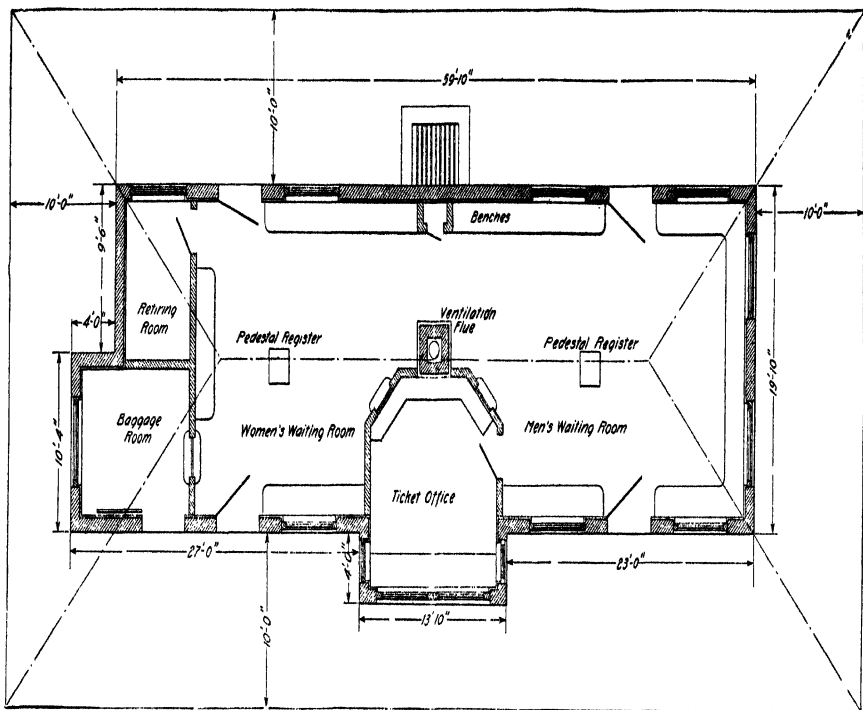 59'-10"
10'-0"
10'-0"
10'-0"
9'-6"
Benches
Retiring
Room
4'-0"
Ventilation
Flue
Pedestal Register
Pedestal Register
19'-10"
Baggage
Room
10'-4"
Women's Waiting Room
Men's Waiting Room
Ticket Office
27'-0"
4'-0"
23'-0"
13'10"
10'-0"